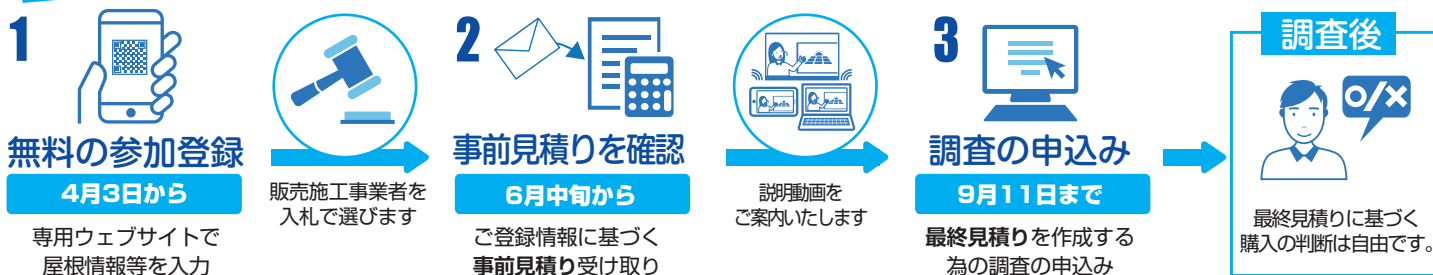 1
無料の参加登録
4月3日から
専用ウェブサイトで
屋根情報等を入力
販売施工事業者を
入札で選びます
2
事前見積りを確認
6月中旬から
ご登録情報に基づく
事前見積り受け取り
説明動画を
ご案内いたします
3
調査の申込み
9月11日まで
最終見積りを作成する
為の調査の申込み
調査後
○/×
最終見積りに基づく
購入の判断は自由です。